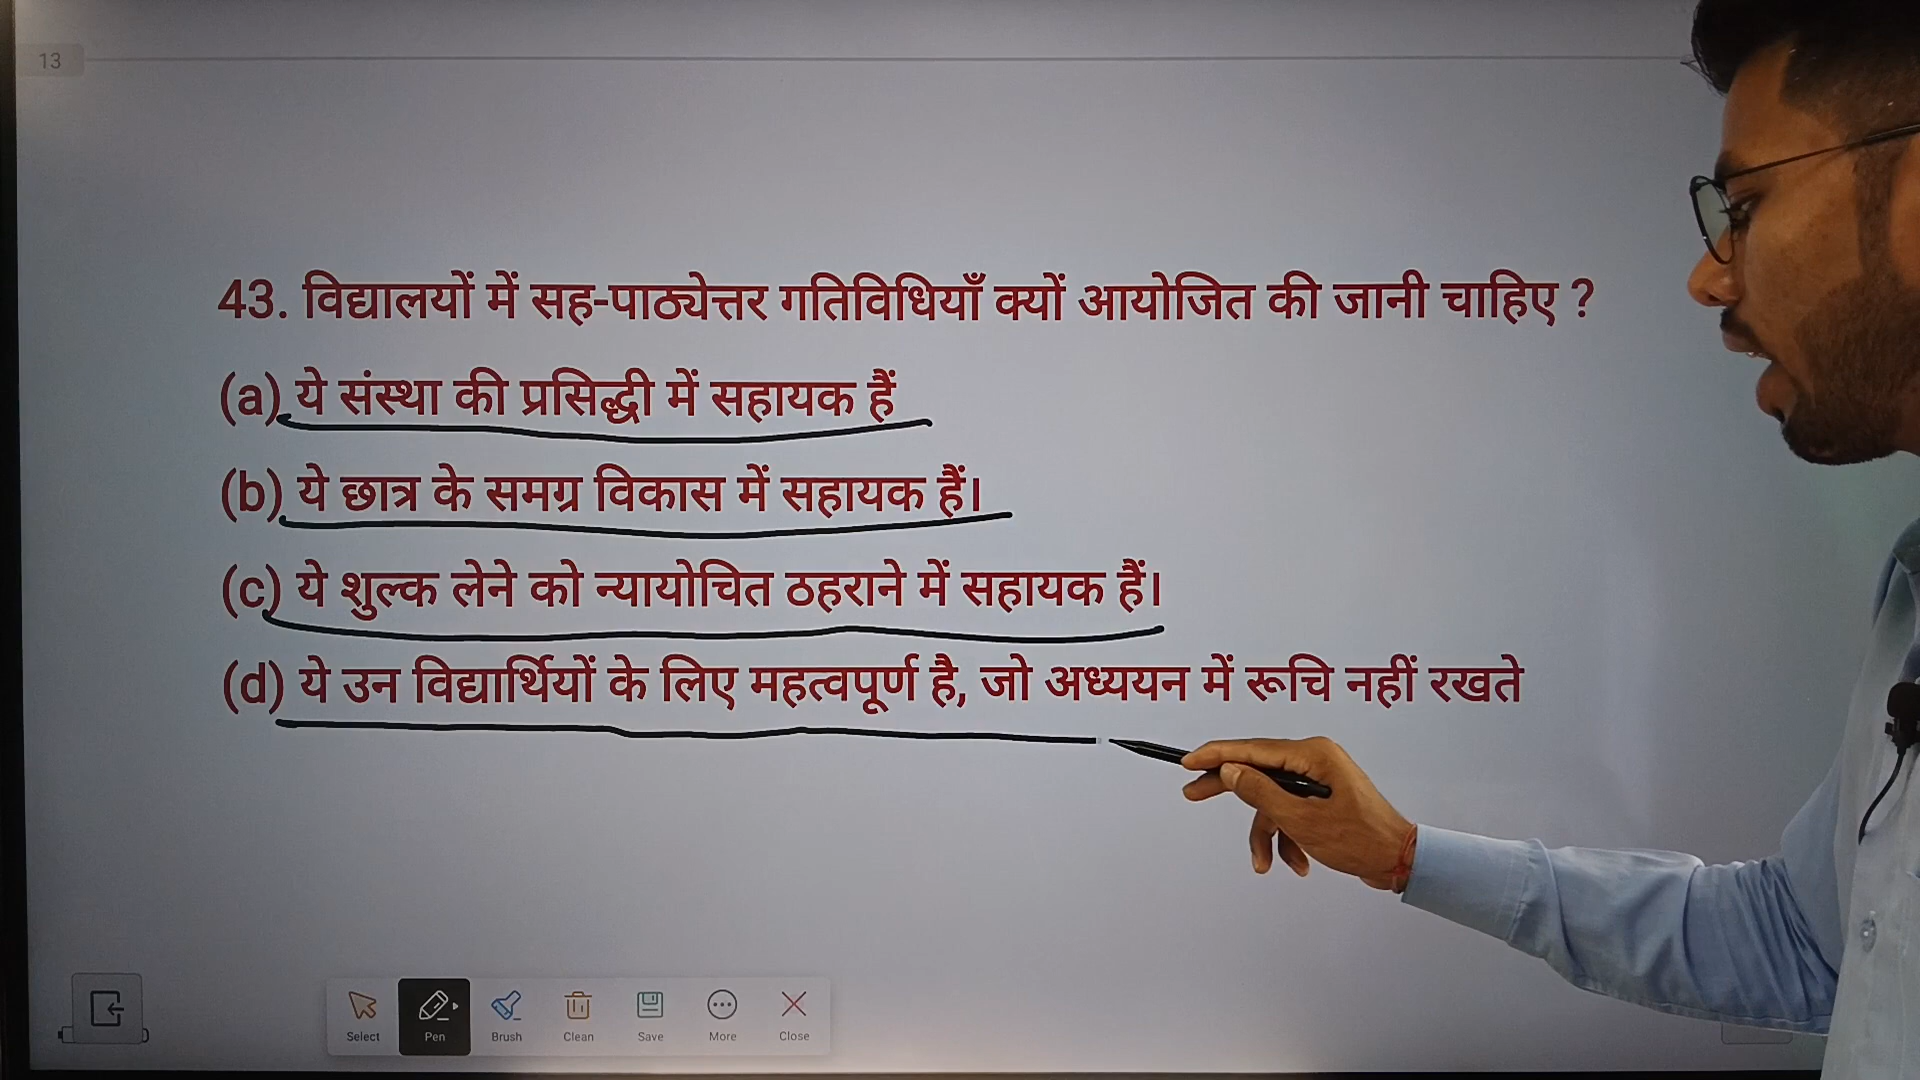 13
43. विद्यालयों में सह-पाठ्येत्तर गतिविधियाँ क्यों आयोजित की जानी चाहिए ?
(a) ये संस्था की प्रसिद्धी में सहायक हैं
(b) ये छात्र के समग्र विकास में सहायक हैं।
(c) ये शुल्क लेने को न्यायोचित ठहराने में सहायक हैं।
(d) ये उन विद्यार्थियों के लिए महत्वपूर्ण है, जो अध्ययन में रूचि नहीं रखते
Select Pen Brush Clean Save More Close